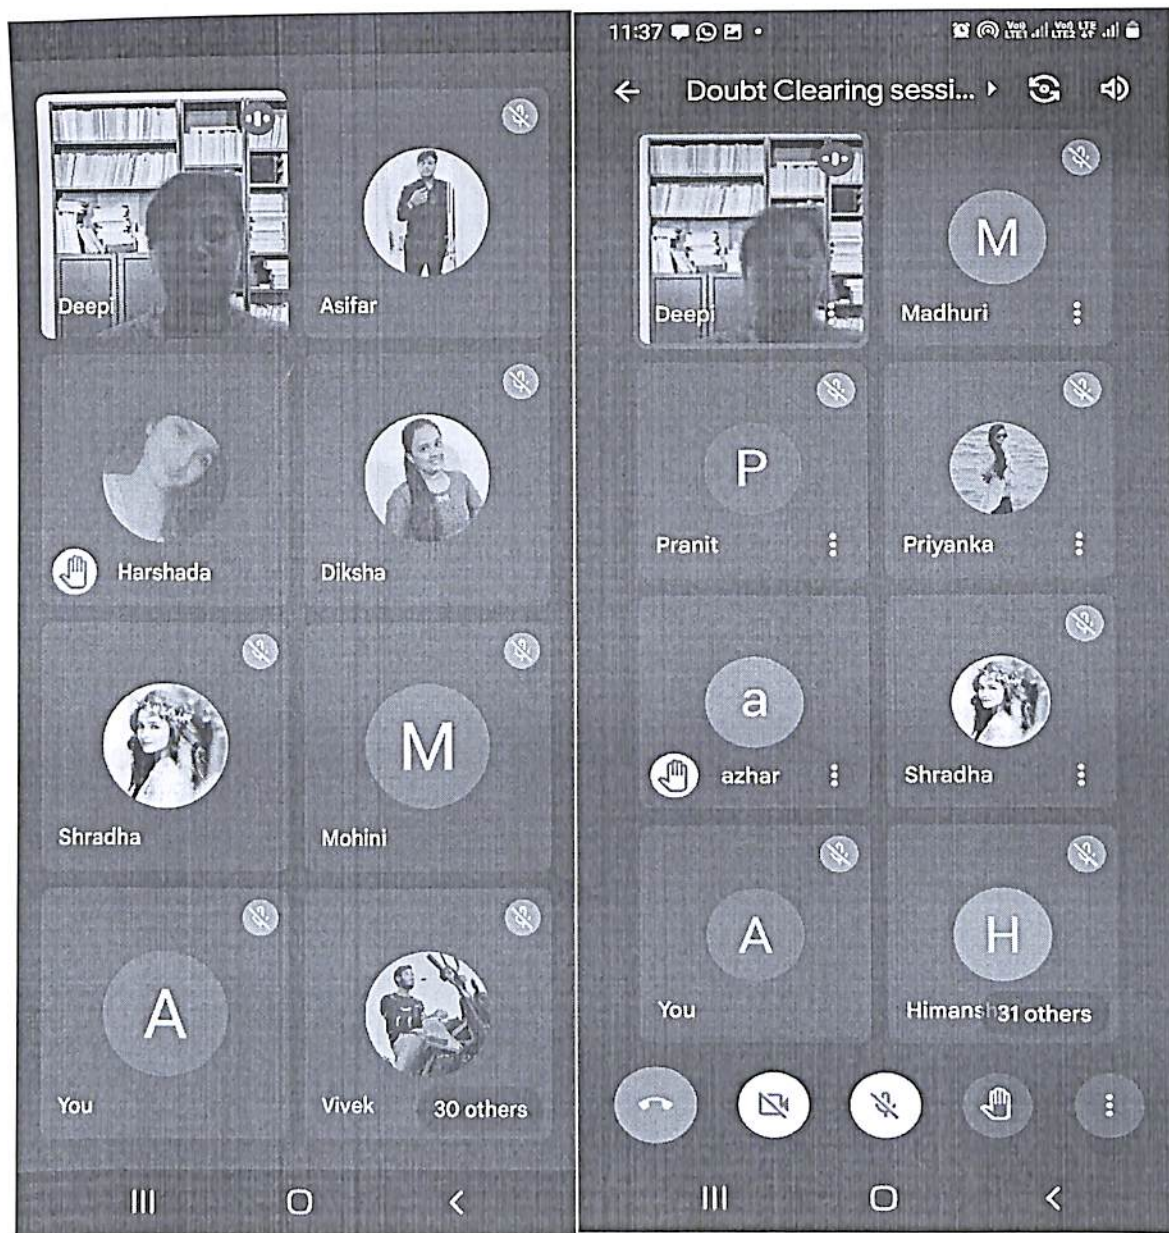 Deepi
Asifar
Harshada
Diksha
Shradha
M
Mohini
A
You
Vivek
30 others
11:37
Doubt Clearing sessi...
Deepi
M
Madhuri
P
Pranit
Priyanka
a
azhar
Shradha
A
You
H
Himansh
31 others